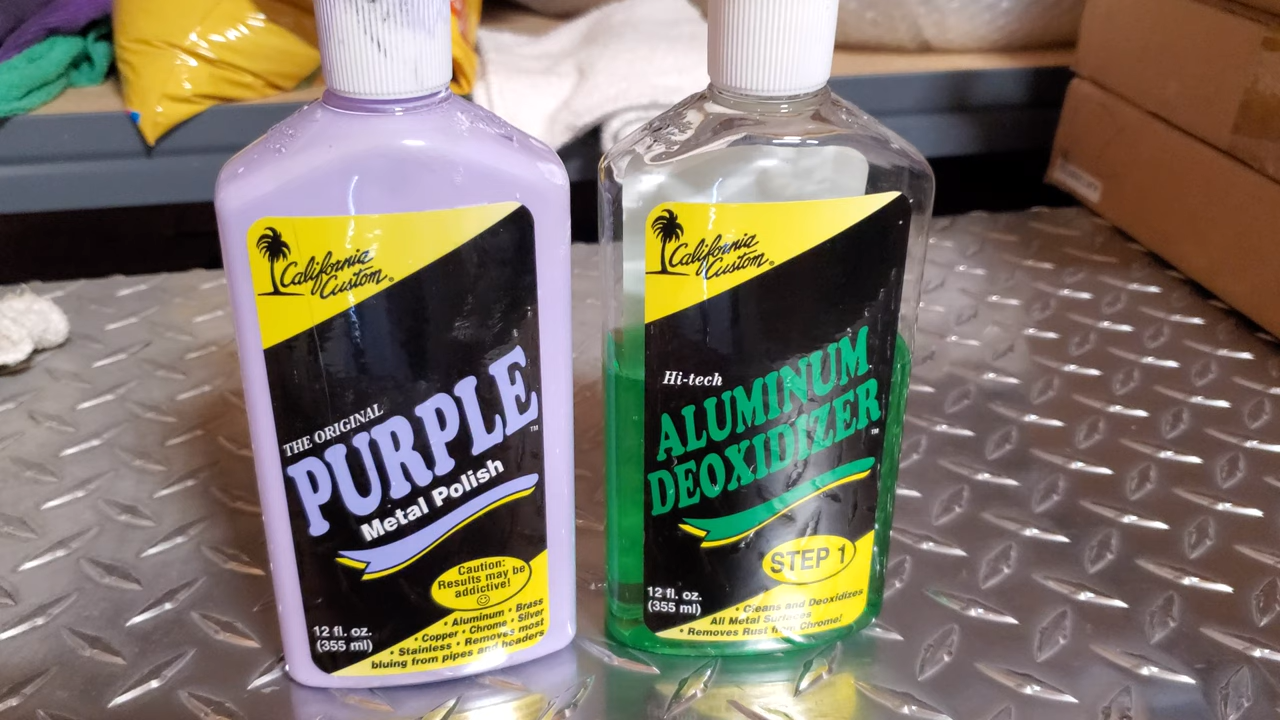 California
Custom®
THE ORIGINAL
PURPLE™
Metal Polish
Caution:
Results may be
addictive!
12 fl. oz.
(355 ml)
• Aluminum • Brass
• Copper • Chrome • Silver
• Stainless • Removes most
bluing from pipes and headers
California
Custom®
Hi-tech
ALUMINUM
DEOXIDIZER™
STEP 1
12 fl. oz.
(355 ml)
• Cleans and Deoxidizes
All Metal Surfaces
• Removes Rust from Chrome!